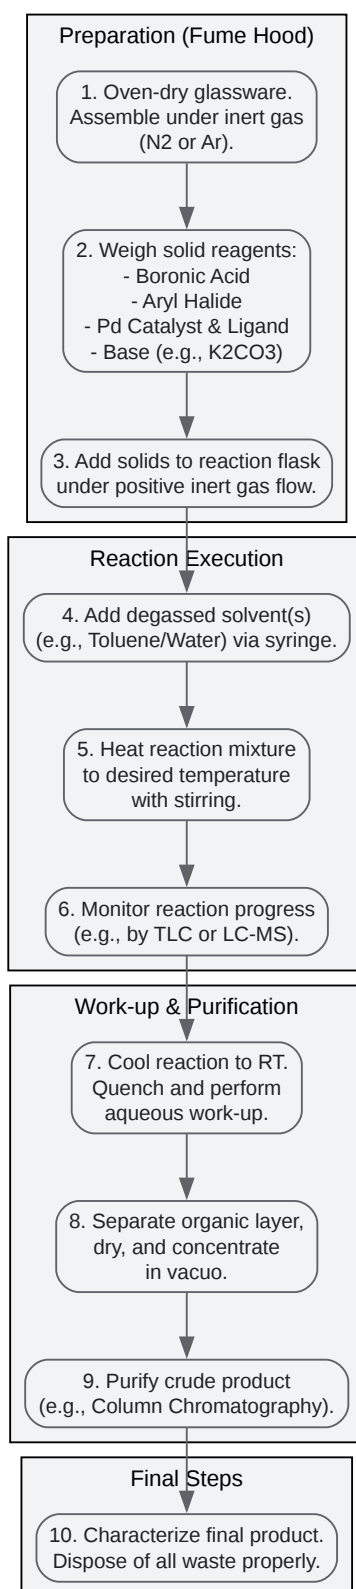 Preparation (Fume Hood)
1. Oven-dry glassware.
Assemble under inert gas
(N2 or Ar).
2. Weigh solid reagents:
- Boronic Acid
- Aryl Halide
- Pd Catalyst & Ligand
- Base (e.g., K2CO3)
3. Add solids to reaction flask
under positive inert gas flow.
Reaction Execution
4. Add degassed solvent(s)
(e.g., Toluene/Water) via syringe.
5. Heat reaction mixture
to desired temperature
with stirring.
6. Monitor reaction progress
(e.g., by TLC or LC-MS).
Work-up & Purification
7. Cool reaction to RT.
Quench and perform
aqueous work-up.
8. Separate organic layer,
dry, and concentrate
in vacuo.
9. Purify crude product
(e.g., Column Chromatography).
Final Steps
10. Characterize final product.
Dispose of all waste properly.